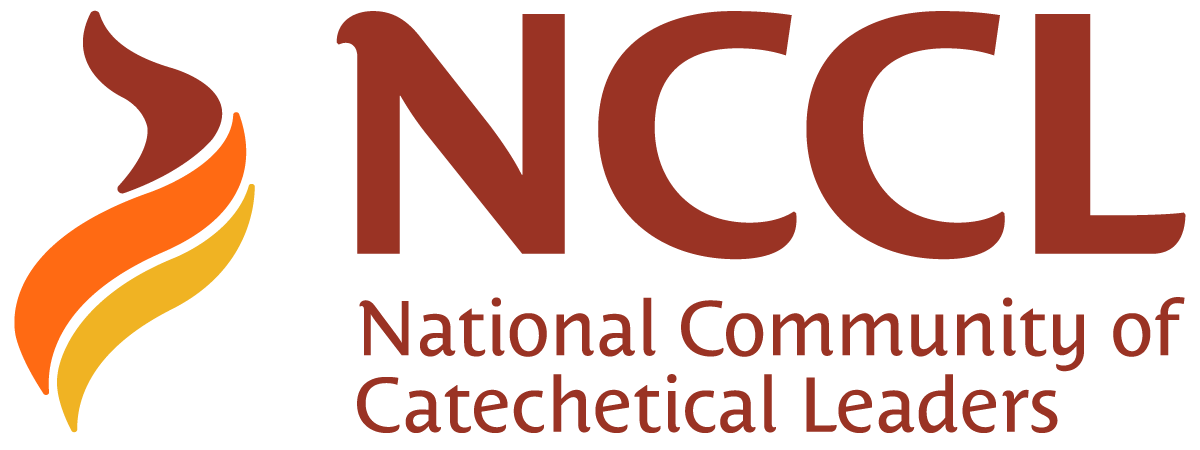 NCCL
National Community of
Catechetical Leaders